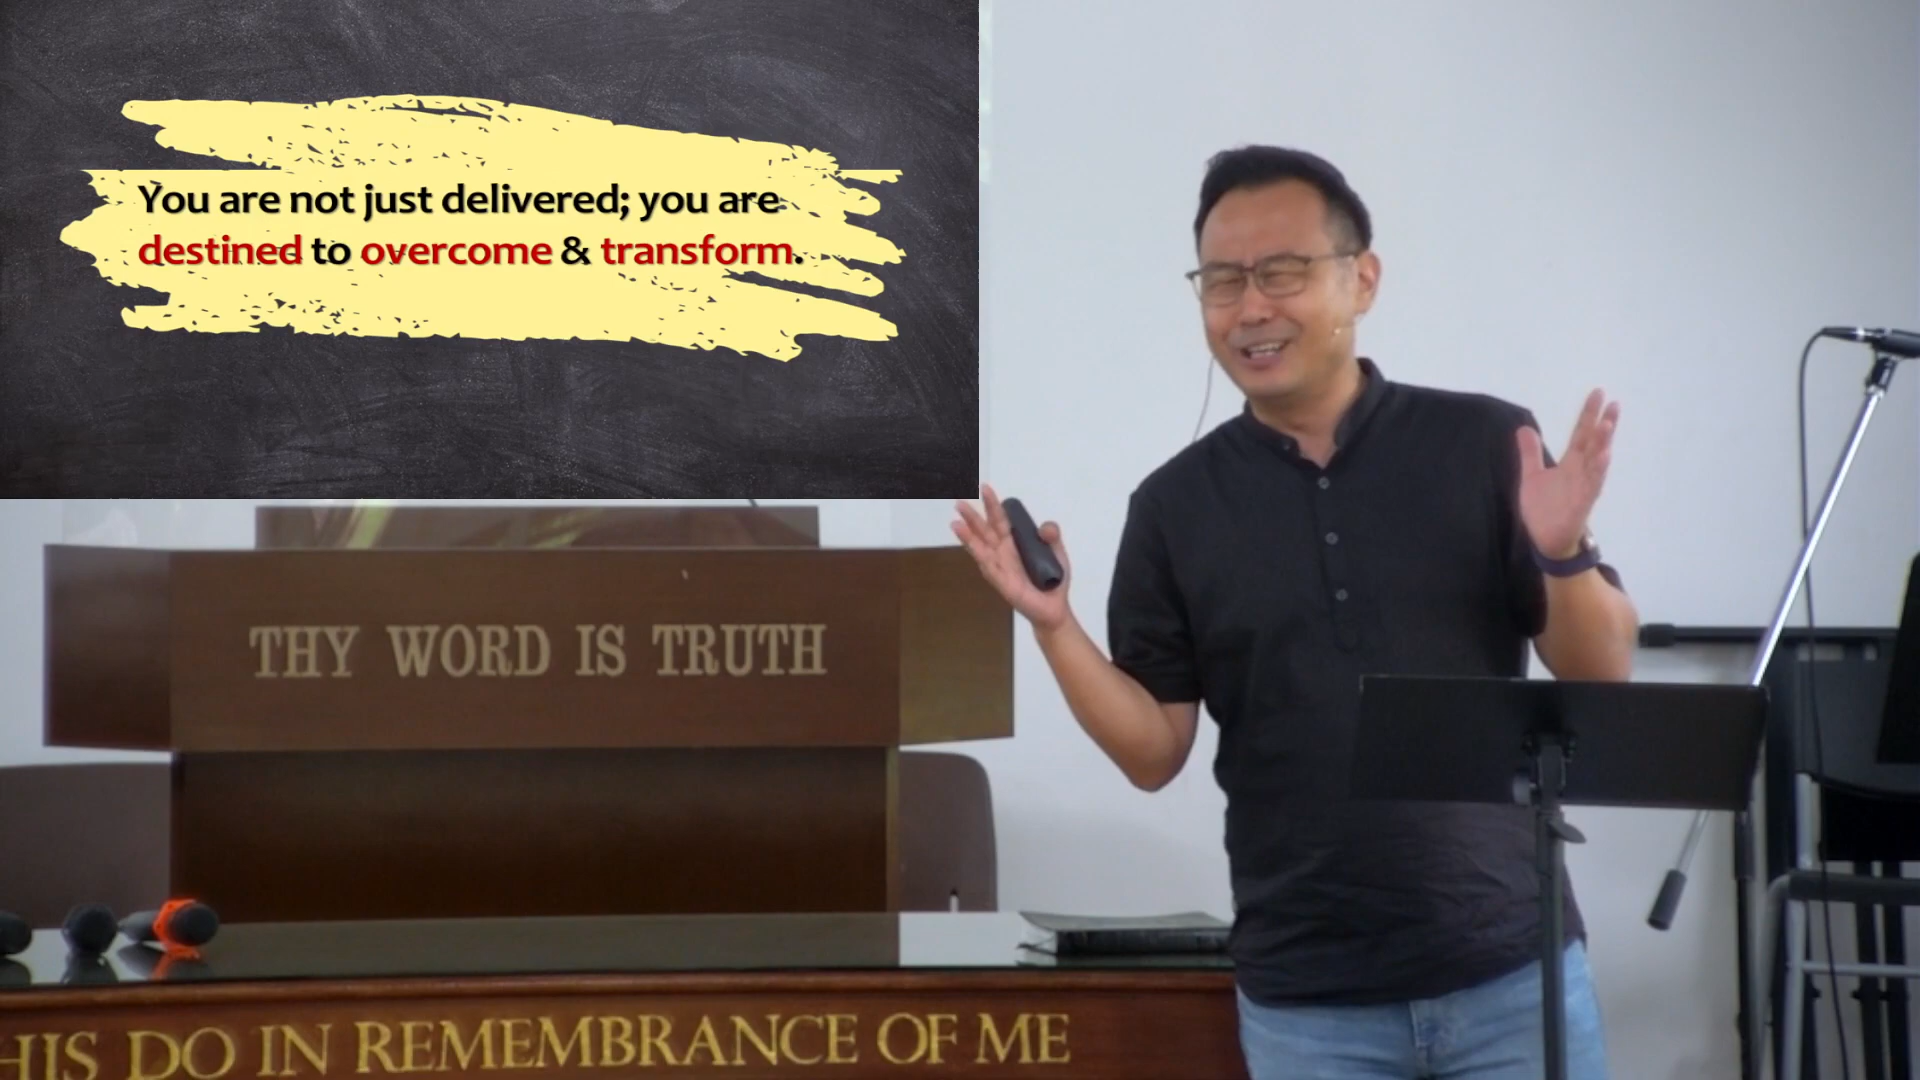 You are not just delivered; you are
destined to overcome & transform.
THY WORD IS TRUTH
HIS DO IN REMEMBRANCE OF ME